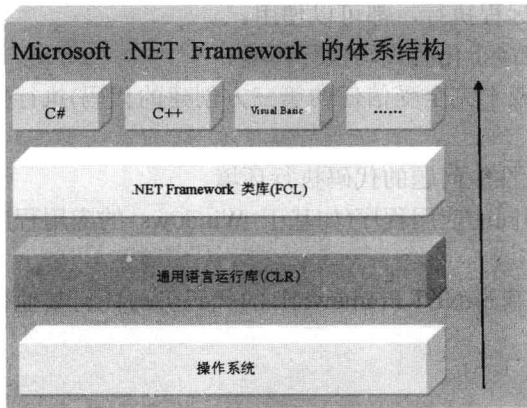 Microsoft .NET Framework 的体系结构
C# C++ Visual Basic ......
.NET Framework 类库(FCL)
通用语言运行库(CLR)
操作系统